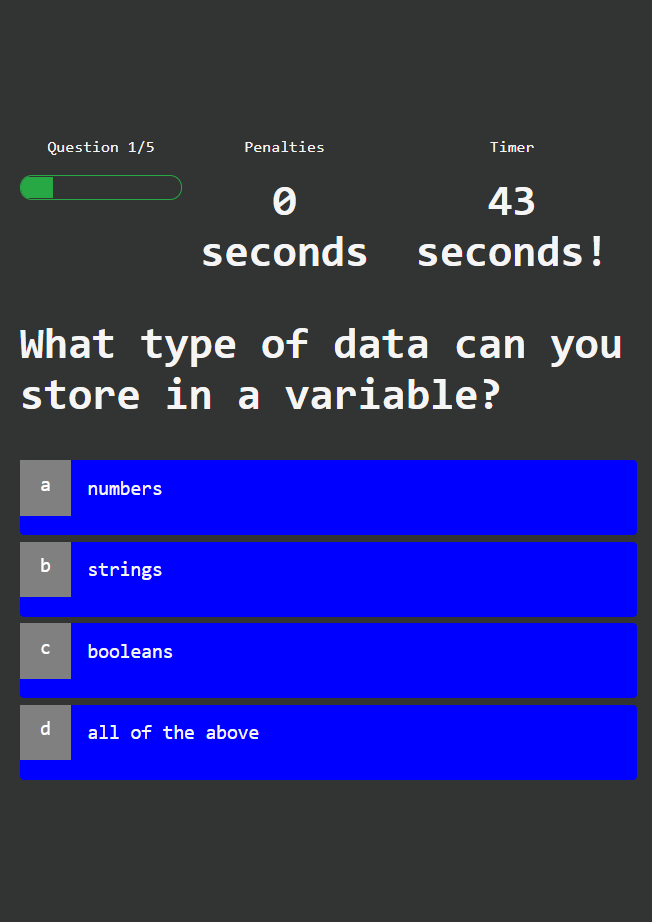 Question 1/5
Penalties
Timer
0
seconds
43
seconds!
What type of data can you
store in a variable?
a
numbers
b
strings
c
booleans
d
all of the above